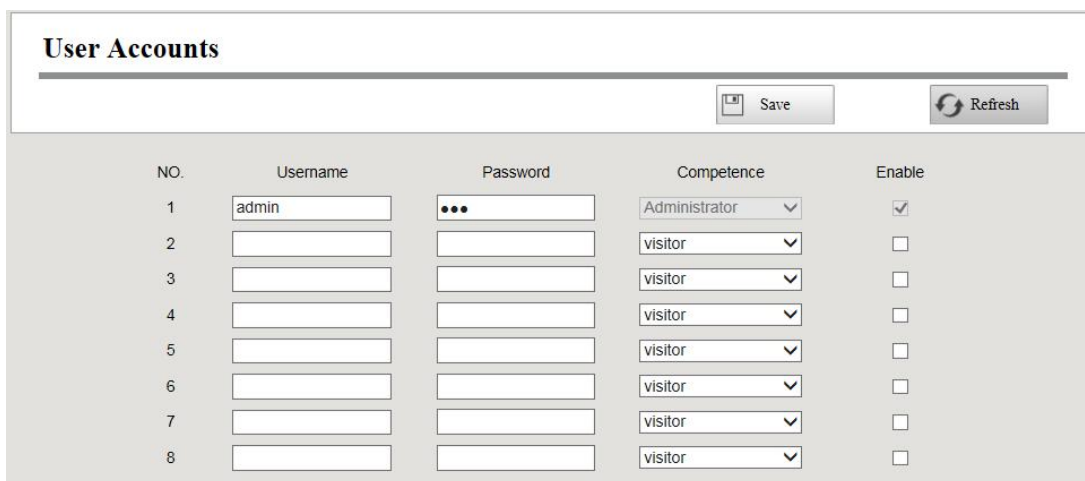 User Accounts
Save Refresh
NO. Username Password Competence Enable
1 admin ●●● Administrator
2 visitor
3 visitor
4 visitor
5 visitor
6 visitor
7 visitor
8 visitor